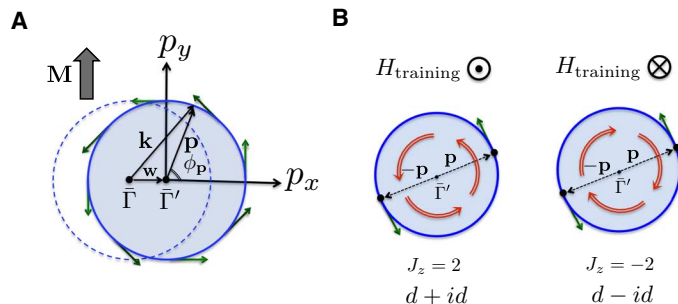 A
M
p_y
k
p
w
ϕ_p
p_x
Γ̄
Γ̄′
B
H_training ⊙
−p
p
Γ̄′
J_z = 2
d + id
H_training ⊗
−p
p
Γ̄′
J_z = −2
d − id